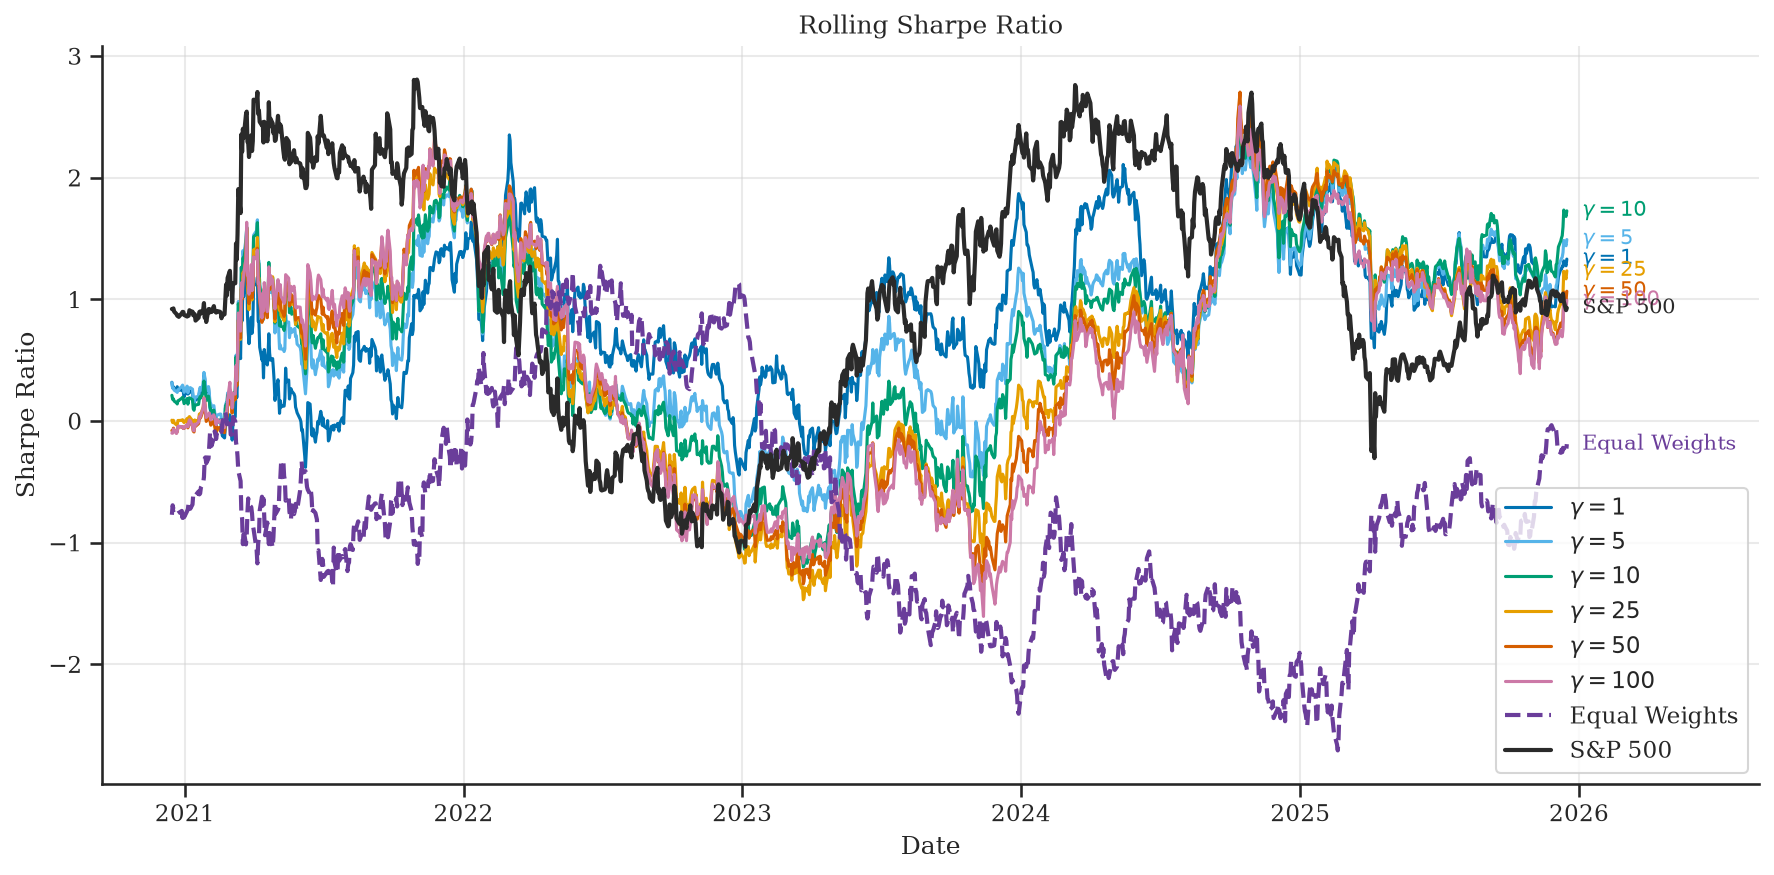 Rolling Sharpe Ratio
3
2
1
0
−1
−2
Sharpe Ratio
2021
2022
2023
2024
2025
2026
Date
γ = 10
γ = 5
γ = 1
γ = 25
γ = 50
γ = 100
S&P 500
Equal Weights
γ = 1
γ = 5
γ = 10
γ = 25
γ = 50
γ = 100
Equal Weights
S&P 500